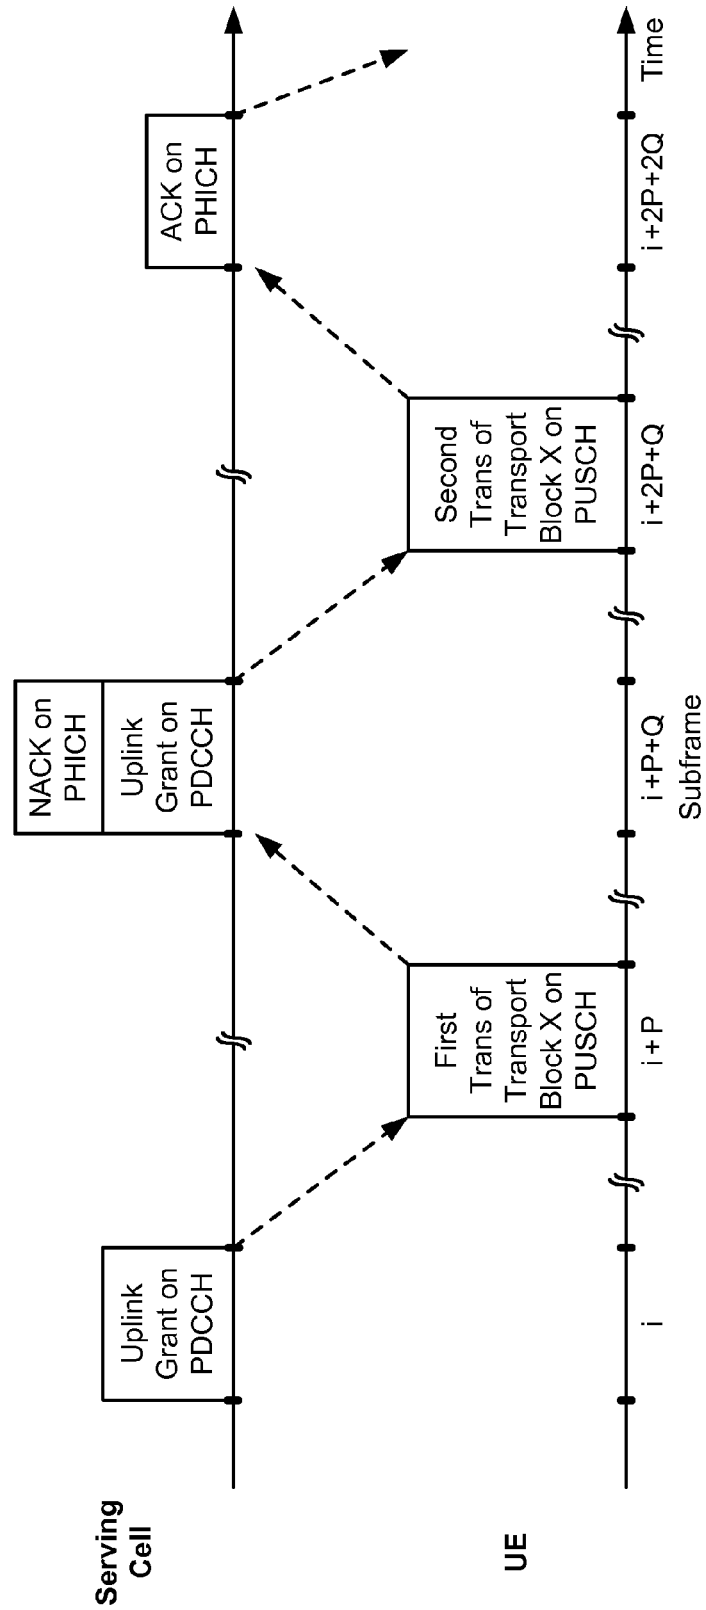 Serving
Cell
Uplink
Grant on
PDCCH
NACK on
PHICH
Uplink
Grant on
PDCCH
ACK on
PHICH
UE
First
Trans of
Transport
Block X on
PUSCH
Second
Trans of
Transport
Block X on
PUSCH
i
i+P
i+P+Q
i+2P+Q
i+2P+2Q
Time
Subframe